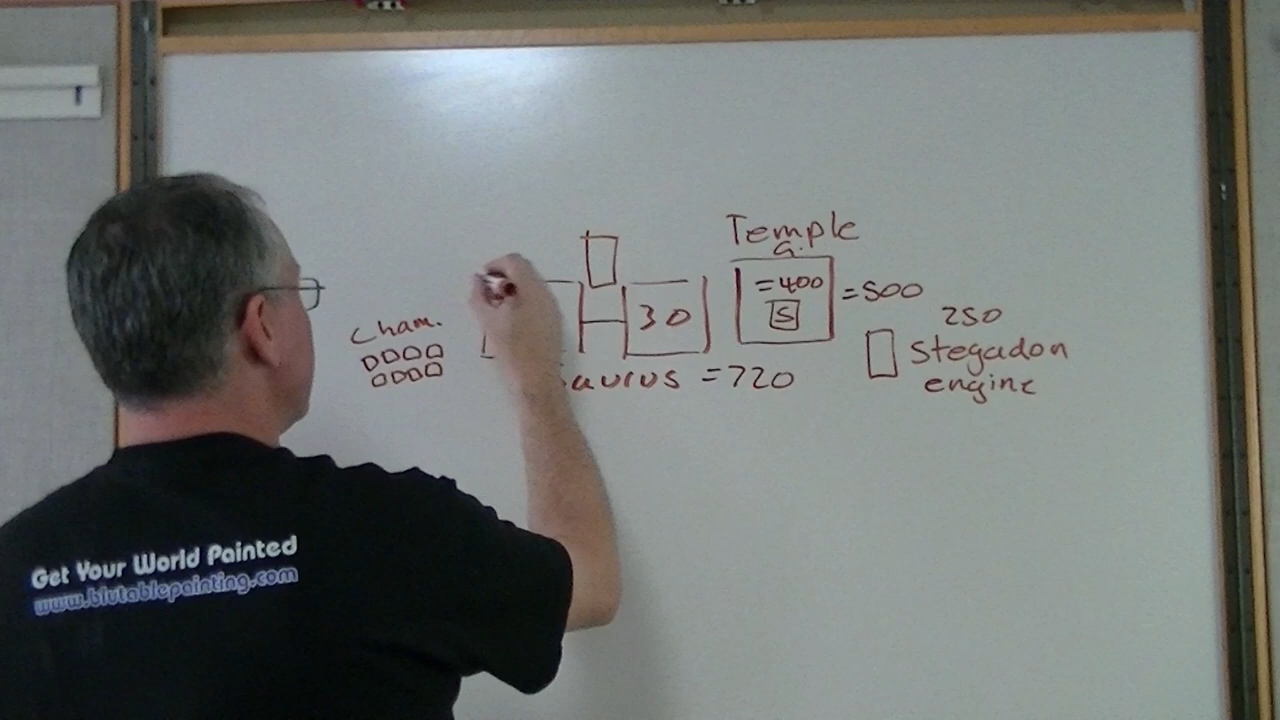 Temple
G.
=400
S
=500
30
250
Stegadon
engine
aurus =720
Cham.
Get Your World Painted
www.blutablepainting.com